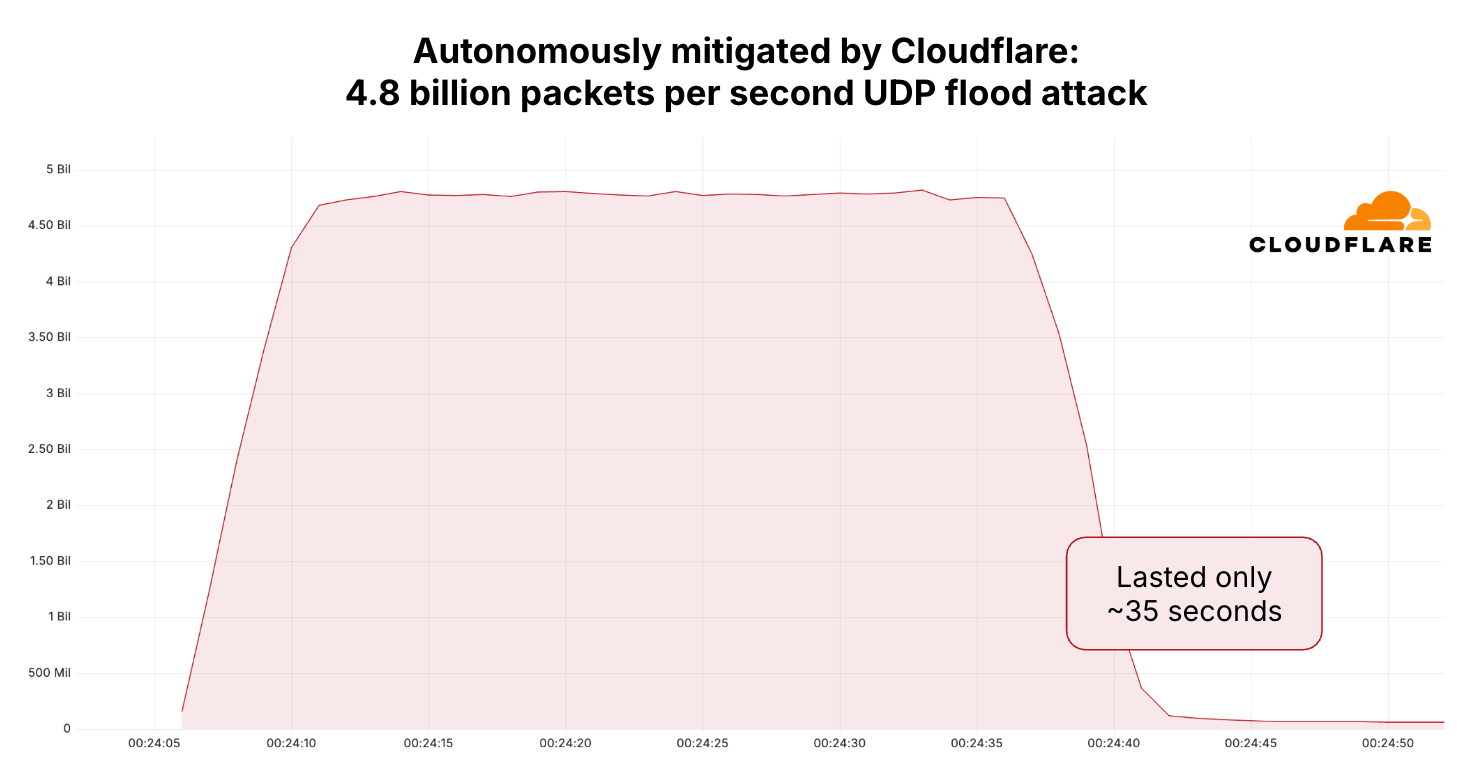 Autonomously mitigated by Cloudflare:
4.8 billion packets per second UDP flood attack
5 Bil
4.50 Bil
4 Bil
3.50 Bil
3 Bil
2.50 Bil
2 Bil
1.50 Bil
1 Bil
500 Mil
0
CLOUDFLARE
Lasted only
~35 seconds
00:24:05 00:24:10 00:24:15 00:24:20 00:24:25 00:24:30 00:24:35 00:24:40 00:24:45 00:24:50